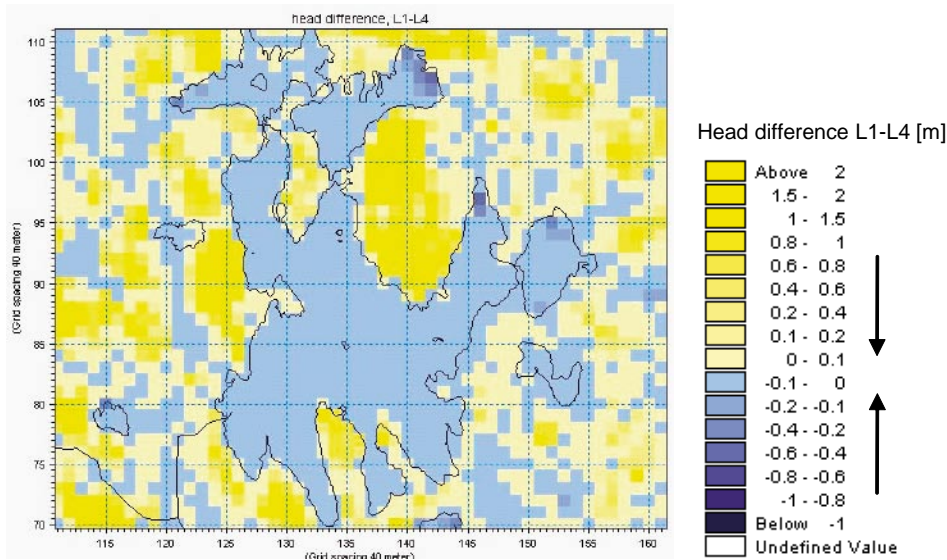 head difference, L1-L4
110
105
100
95
90
85
80
75
70
(Grid spacing 40 meter)
115 120 125 130 135 140 145 150 155 160
(Grid spacing 40 meter)
Head difference L1-L4 [m]
Above 2
1.5 - 2
1 - 1.5
0.8 - 1
0.6 - 0.8
0.4 - 0.6
0.2 - 0.4
0.1 - 0.2
0 - 0.1
-0.1 - 0
-0.2 - -0.1
-0.4 - -0.2
-0.6 - -0.4
-0.8 - -0.6
-1 - -0.8
Below -1
Undefined Value